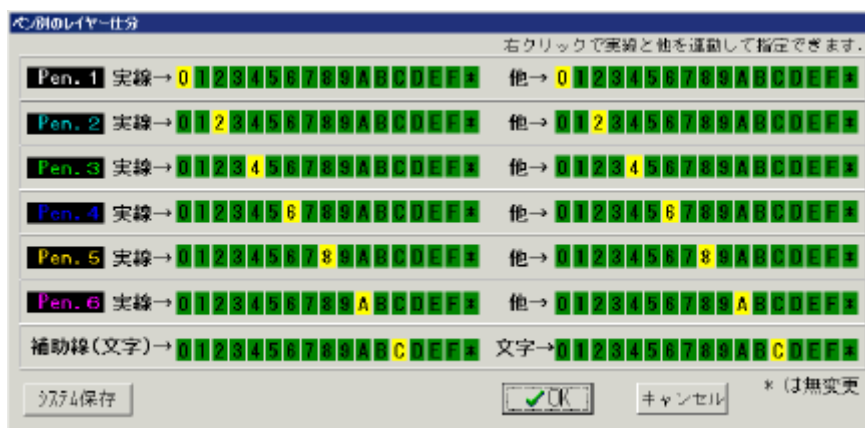 ペン別のレイヤー仕分
右クリックで実線と他を連動して指定できます.
Pen. 1 実線→ 0 1 2 3 4 5 6 7 8 9 A B C D E F * 他→ 0 1 2 3 4 5 6 7 8 9 A B C D E F *
Pen. 2 実線→ 0 1 2 3 4 5 6 7 8 9 A B C D E F * 他→ 0 1 2 3 4 5 6 7 8 9 A B C D E F *
Pen. 3 実線→ 0 1 2 3 4 5 6 7 8 9 A B C D E F * 他→ 0 1 2 3 4 5 6 7 8 9 A B C D E F *
Pen. 4 実線→ 0 1 2 3 4 5 6 7 8 9 A B C D E F * 他→ 0 1 2 3 4 5 6 7 8 9 A B C D E F *
Pen. 5 実線→ 0 1 2 3 4 5 6 7 8 9 A B C D E F * 他→ 0 1 2 3 4 5 6 7 8 9 A B C D E F *
Pen. 6 実線→ 0 1 2 3 4 5 6 7 8 9 A B C D E F * 他→ 0 1 2 3 4 5 6 7 8 9 A B C D E F *
補助線(文字)→ 0 1 2 3 4 5 6 7 8 9 A B C D E F * 文字→ 0 1 2 3 4 5 6 7 8 9 A B C D E F *
システム保存 OK キャンセル * は無変更